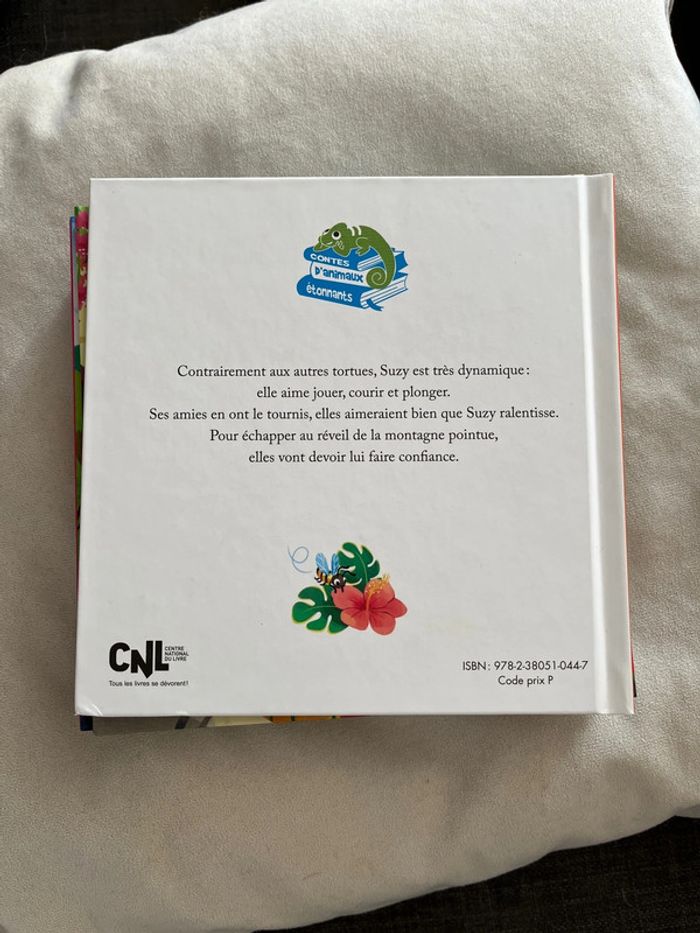 CONTES
D'ANIMAUX
étonnants
Contrairement aux autres tortues, Suzy est très dynamique :
elle aime jouer, courir et plonger.
Ses amies en ont le tournis, elles aimeraient bien que Suzy ralentisse.
Pour échapper au réveil de la montagne pointue,
elles vont devoir lui faire confiance.
CNL CENTRE
NATIONAL
DU LIVRE
Tous les livres se dévorent!
ISBN : 978-2-38051-044-7
Code prix P